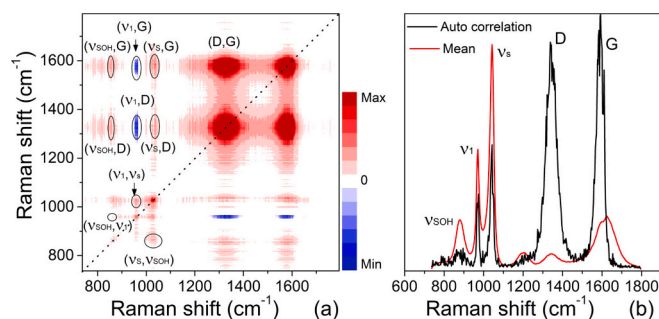 (ν₁,G)
(νSOH,G) (νS,G) (D,G)
(ν₁,D)
(νSOH,D) (νS,D)
(ν₁,νs)
(νS,νSOH)
1600
1400
1200
1000
800
Raman shift (cm⁻¹)
800 1000 1200 1400 1600
Raman shift (cm⁻¹) (a)
Max
0
Min
Auto correlation
Mean
νSOH
ν₁
νs
D
G
600 800 1000 1200 1400 1600 1800
Raman shift (cm⁻¹) (b)